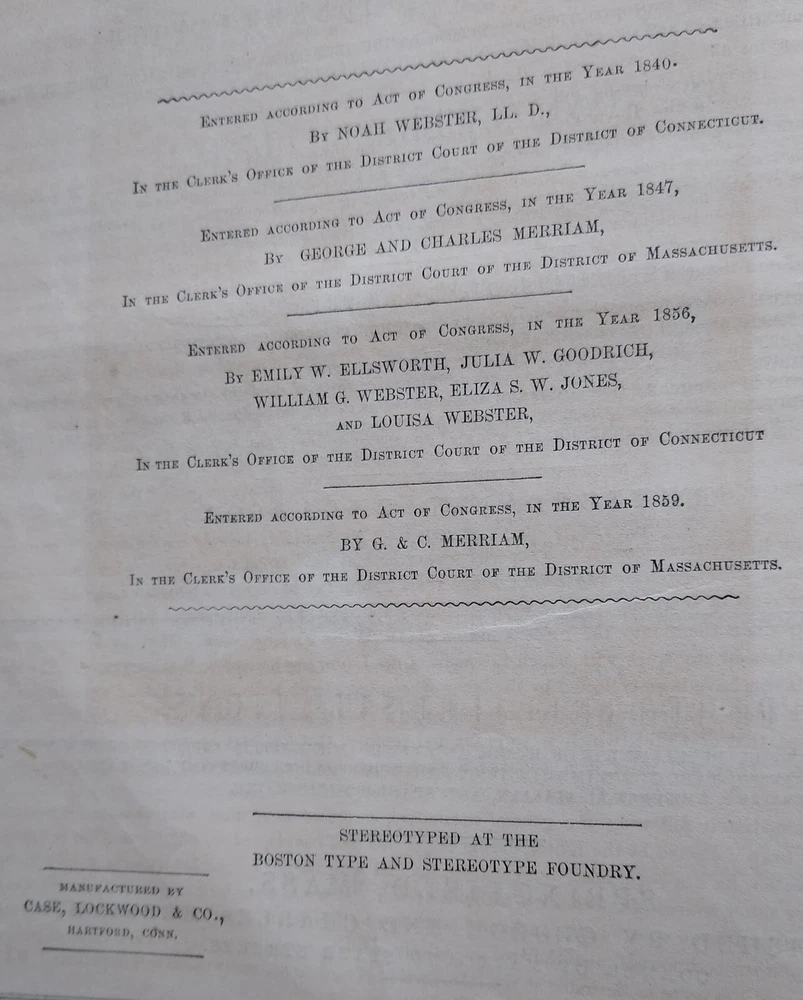 Entered according to Act of Congress, in the Year 1840.
By NOAH WEBSTER, LL. D.,
In the Clerk's Office of the District Court of the District of Connecticut.
Entered according to Act of Congress, in the Year 1847,
By GEORGE AND CHARLES MERRIAM,
In the Clerk's Office of the District Court of the District of Massachusetts.
Entered according to Act of Congress, in the Year 1856,
By EMILY W. ELLSWORTH, JULIA W. GOODRICH,
WILLIAM G. WEBSTER, ELIZA S. W. JONES,
and LOUISA WEBSTER,
In the Clerk's Office of the District Court of the District of Connecticut
Entered according to Act of Congress, in the Year 1859.
BY G. & C. MERRIAM,
In the Clerk's Office of the District Court of the District of Massachusetts.
STEREOTYPED AT THE
BOSTON TYPE AND STEREOTYPE FOUNDRY.
MANUFACTURED BY
CASE, LOCKWOOD & CO.,
HARTFORD, CONN.